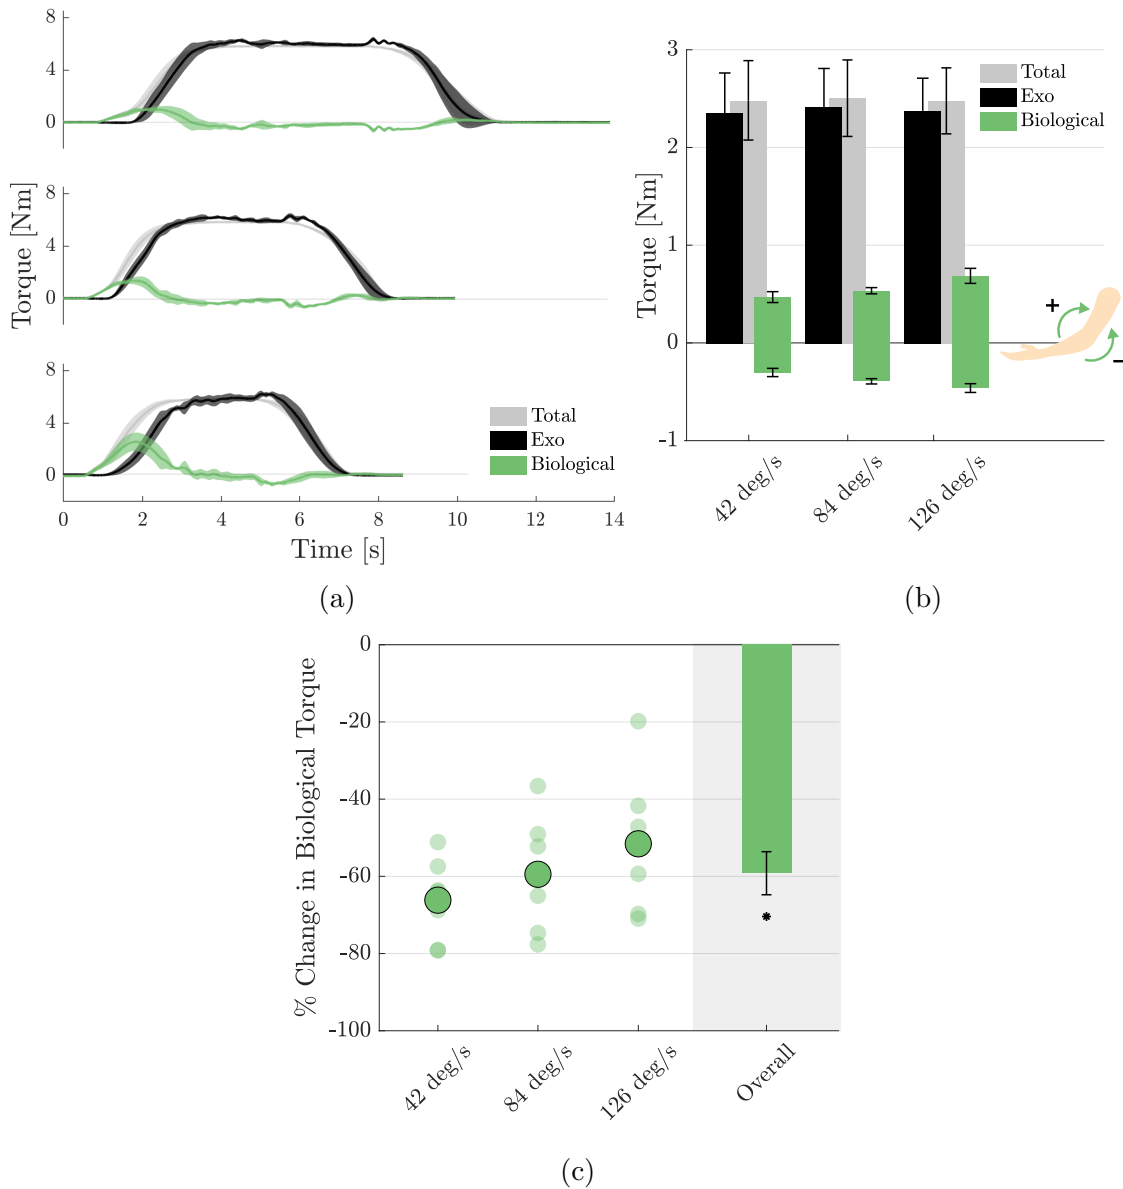 8
4
0
8
4
0
8
4
0
Torque [Nm]
0 2 4 6 8 10 12 14
Time [s]
Total
Exo
Biological
(a)
3
2
1
0
-1
Torque [Nm]
Total
Exo
Biological
+
−
42 deg/s
84 deg/s
126 deg/s
(b)
0
-20
-40
-60
-80
-100
% Change in Biological Torque
*
42 deg/s
84 deg/s
126 deg/s
Overall
(c)